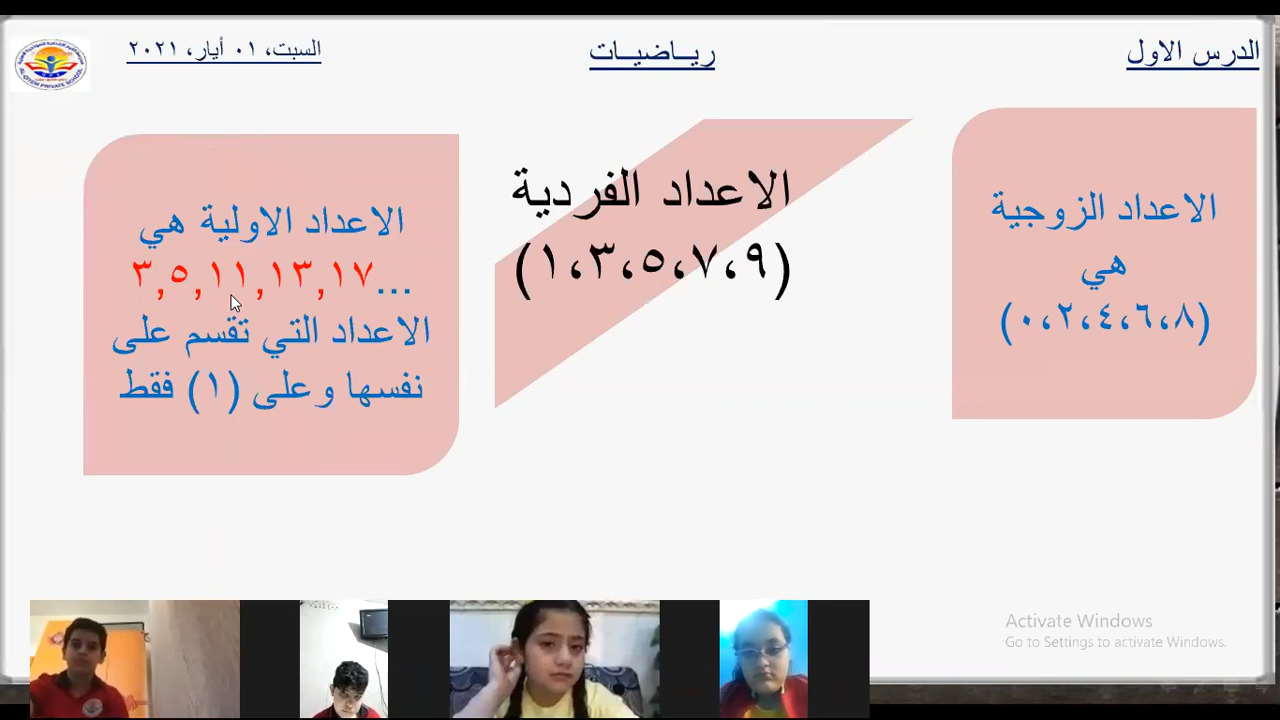 الدرس الاول
رياضيات
السبت، ٠١ أيار، ٢٠٢١
الاعداد الزوجية
هي
(٠،٢،٤،٦،٨)
الاعداد الفردية
(١،٣،٥،٧،٩)
الاعداد الاولية هي
٣,٥,١١,١٣,١٧...
الاعداد التي تقسم على
نفسها وعلى (١) فقط
Activate Windows
Go to Settings to activate Windows.